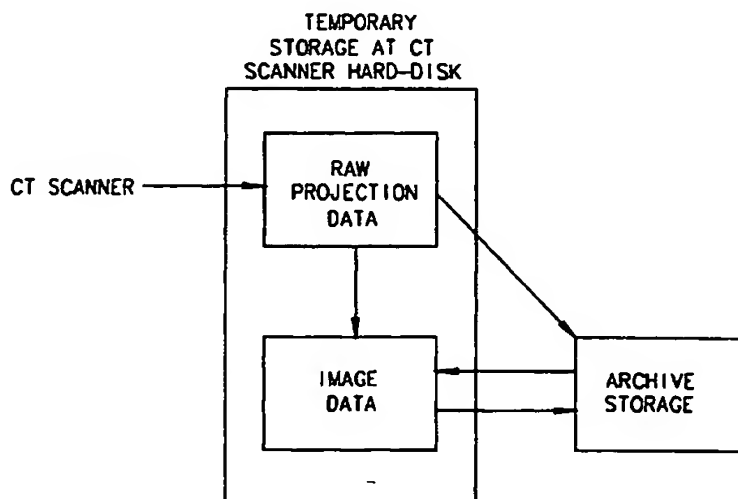 TEMPORARY
STORAGE AT CT
SCANNER HARD-DISK
CT SCANNER
RAW
PROJECTION
DATA
IMAGE
DATA
ARCHIVE
STORAGE